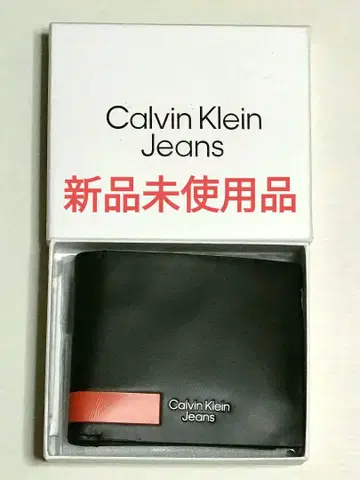 Calvin Klein
Jeans
新品未使用品
Calvin Klein
Jeans